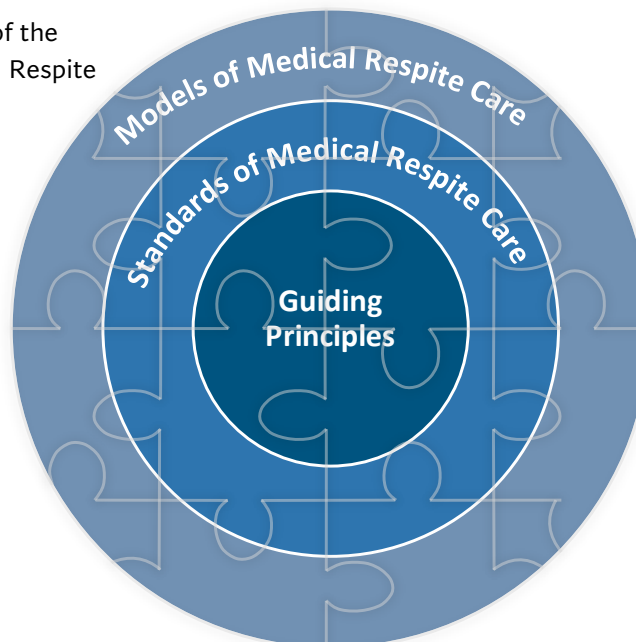 of the
Respite
Models of Medical Respite Care
Standards of Medical Respite Care
Guiding
Principles